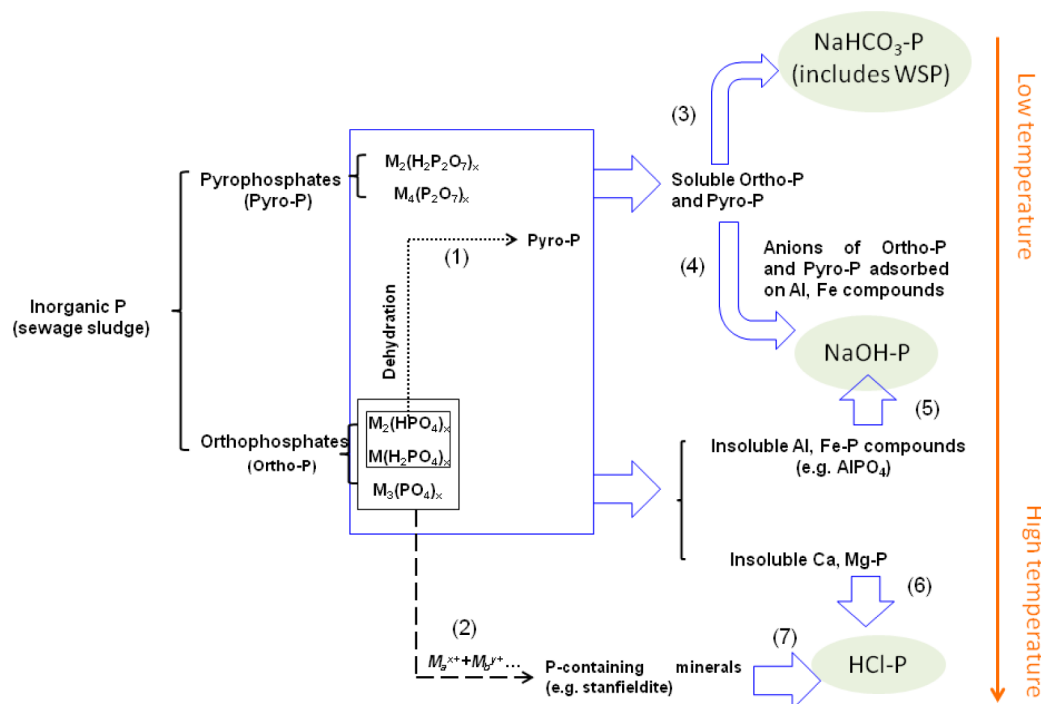 NaHCO₃-P
(includes WSP)
Low temperature
(3)
M₂(H₂P₂O₇)ₓ
Pyrophosphates
(Pyro-P)
M₄(P₂O₇)ₓ
Soluble Ortho-P
and Pyro-P
(1)
Pyro-P
(4)
Anions of Ortho-P
and Pyro-P adsorbed
on Al, Fe compounds
Inorganic P
(sewage sludge)
Dehydration
NaOH-P
(5)
M₂(HPO₄)ₓ
Orthophosphates
(Ortho-P)
M(H₂PO₄)ₓ
M₃(PO₄)ₓ
Insoluble Al, Fe-P compounds
(e.g. AlPO₄)
High temperature
Insoluble Ca, Mg-P
(6)
(2)
Mₐˣ⁺+M_bʸ⁺...
P-containing minerals
(e.g. stanfieldite)
(7)
HCl-P